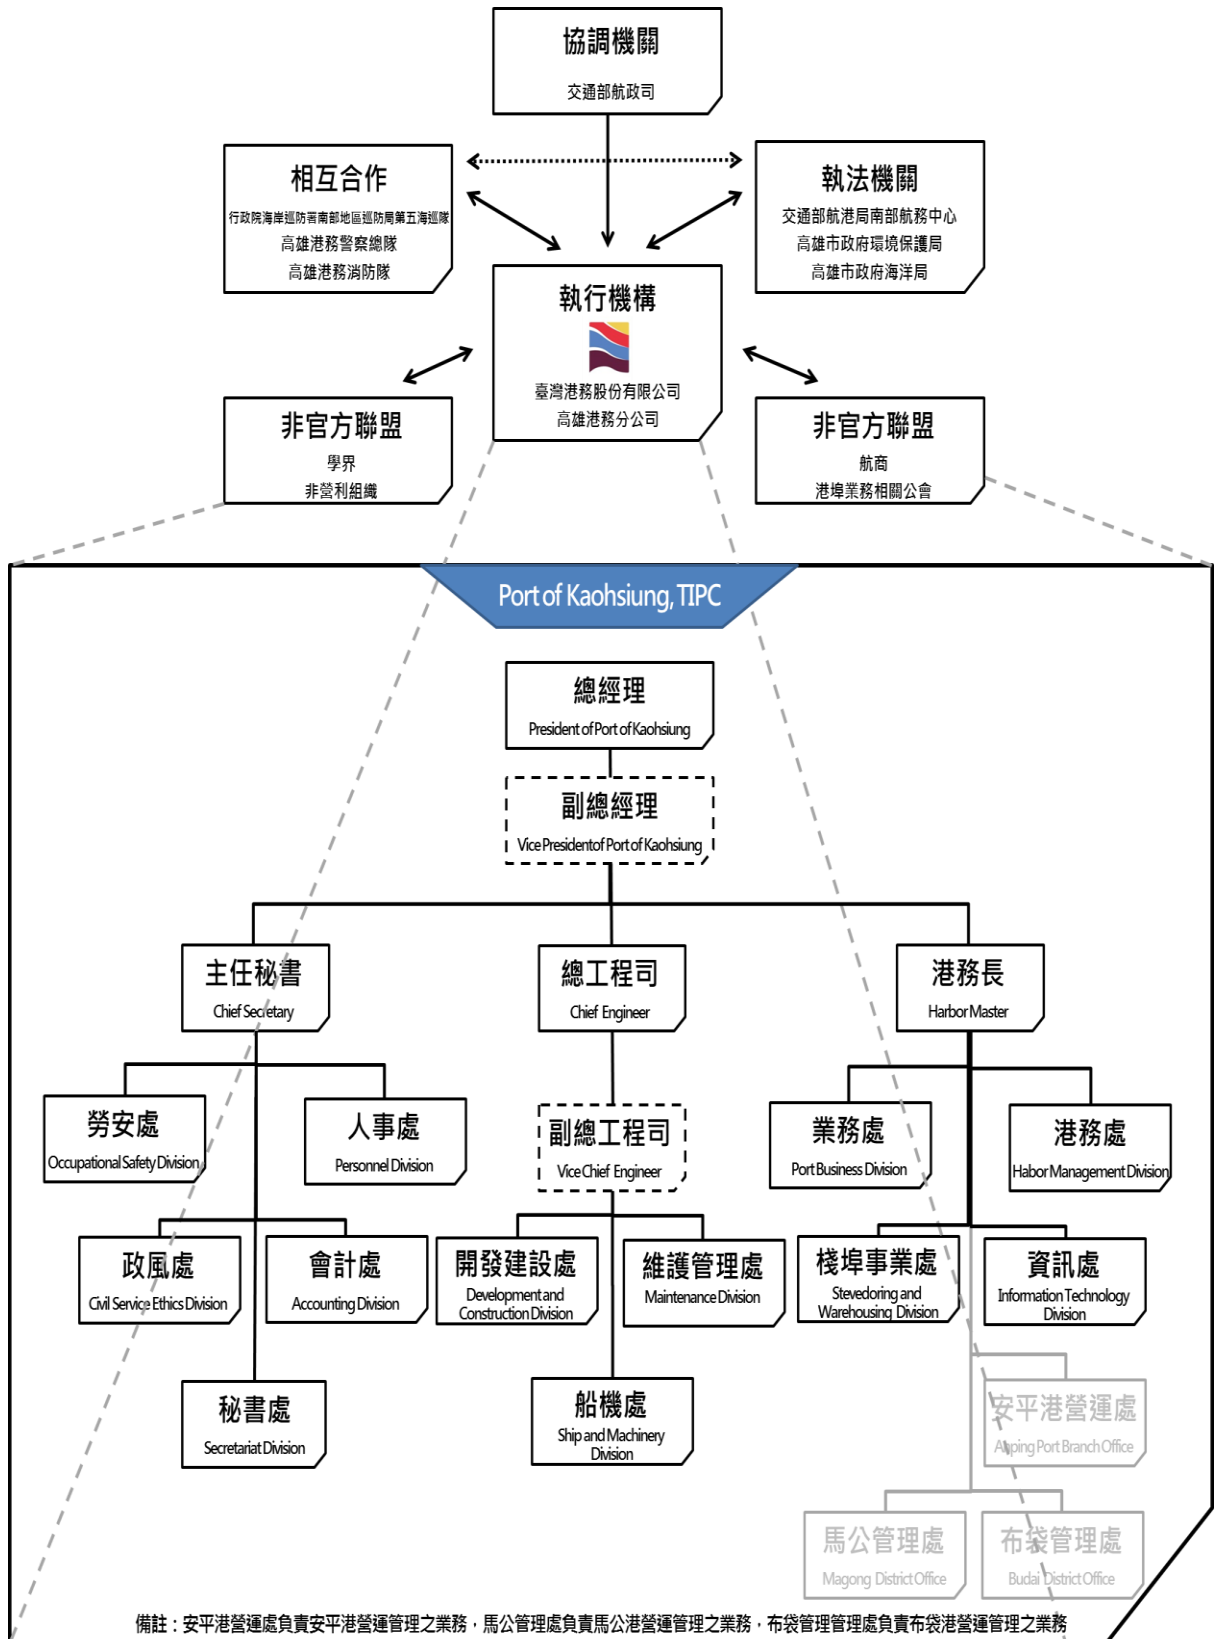 協調機關
交通部航政司
相互合作
行政院海岸巡防署南部地區巡防局第五海巡隊
高雄港務警察總隊
高雄港務消防隊
執法機關
交通部航港局南部航務中心
高雄市政府環境保護局
高雄市政府海洋局
執行機構
臺灣港務股份有限公司
高雄港務分公司
非官方聯盟
學界
非營利組織
非官方聯盟
航商
港埠業務相關公會
Port of Kaohsiung, TIPC
總經理
President of Port of Kaohsiung
副總經理
Vice Presidentof Port of Kaohsiung
主任秘書
Chief Secretary
總工程司
Chief Engineer
港務長
Harbor Master
勞安處
Occupational Safety Division
人事處
Personnel Division
副總工程司
Vice Chief Engineer
業務處
Port Business Division
港務處
Habor Management Division
政風處
Civil Service Ethics Division
會計處
Accounting Division
開發建設處
Development and
Construction Division
維護管理處
Maintenance Division
棧埠事業處
Stevedoring and
Warehousing Division
資訊處
Information Technology
Division
秘書處
Secretariat Division
船機處
Ship and Machinery
Division
安平港營運處
Anping Port Branch Office
馬公管理處
Magong District Office
布袋管理處
Budai District Office
備註：安平港營運處負責安平港營運管理之業務，馬公管理處負責馬公港營運管理之業務，布袋管理管理處負責布袋港營運管理之業務